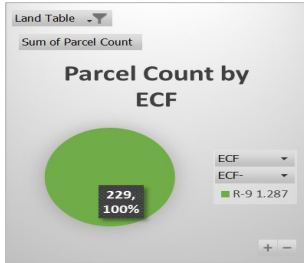 Land Table
Sum of Parcel Count
Parcel Count by
ECF
229,
100%
ECF
ECF-
R-9 1.287
+ −